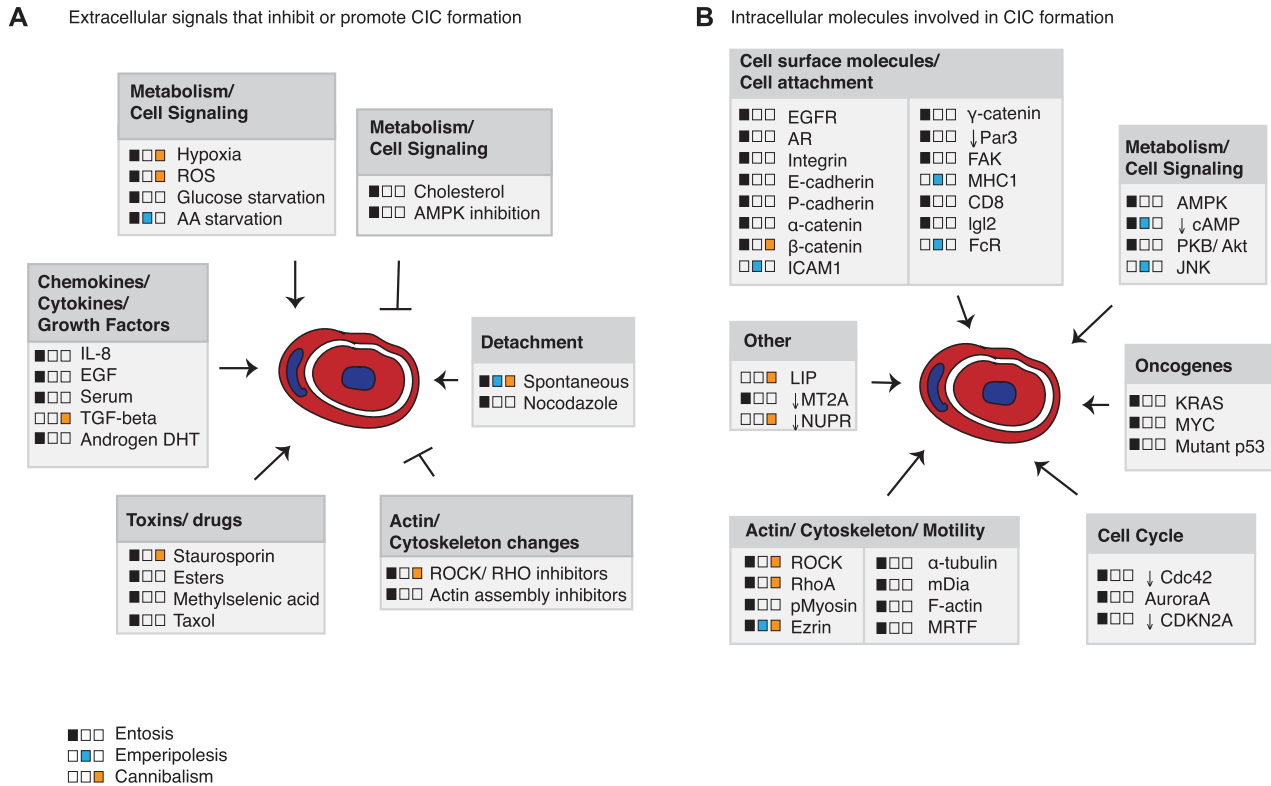 A Extracellular signals that inhibit or promote CIC formation
Metabolism/
Cell Signaling
Hypoxia
ROS
Glucose starvation
AA starvation
Metabolism/
Cell Signaling
Cholesterol
AMPK inhibition
Chemokines/
Cytokines/
Growth Factors
IL-8
EGF
Serum
TGF-beta
Androgen DHT
Detachment
Spontaneous
Nocodazole
Toxins/ drugs
Staurosporin
Esters
Methylselenic acid
Taxol
Actin/
Cytoskeleton changes
ROCK/ RHO inhibitors
Actin assembly inhibitors
Entosis
Emperipolesis
Cannibalism
B Intracellular molecules involved in CIC formation
Cell surface molecules/
Cell attachment
EGFR
AR
Integrin
E-cadherin
P-cadherin
α-catenin
β-catenin
ICAM1
γ-catenin
↓Par3
FAK
MHC1
CD8
lgl2
FcR
Metabolism/
Cell Signaling
AMPK
↓ cAMP
PKB/ Akt
JNK
Other
LIP
↓MT2A
↓NUPR
Oncogenes
KRAS
MYC
Mutant p53
Actin/ Cytoskeleton/ Motility
ROCK
RhoA
pMyosin
Ezrin
α-tubulin
mDia
F-actin
MRTF
Cell Cycle
↓ Cdc42
AuroraA
↓ CDKN2A